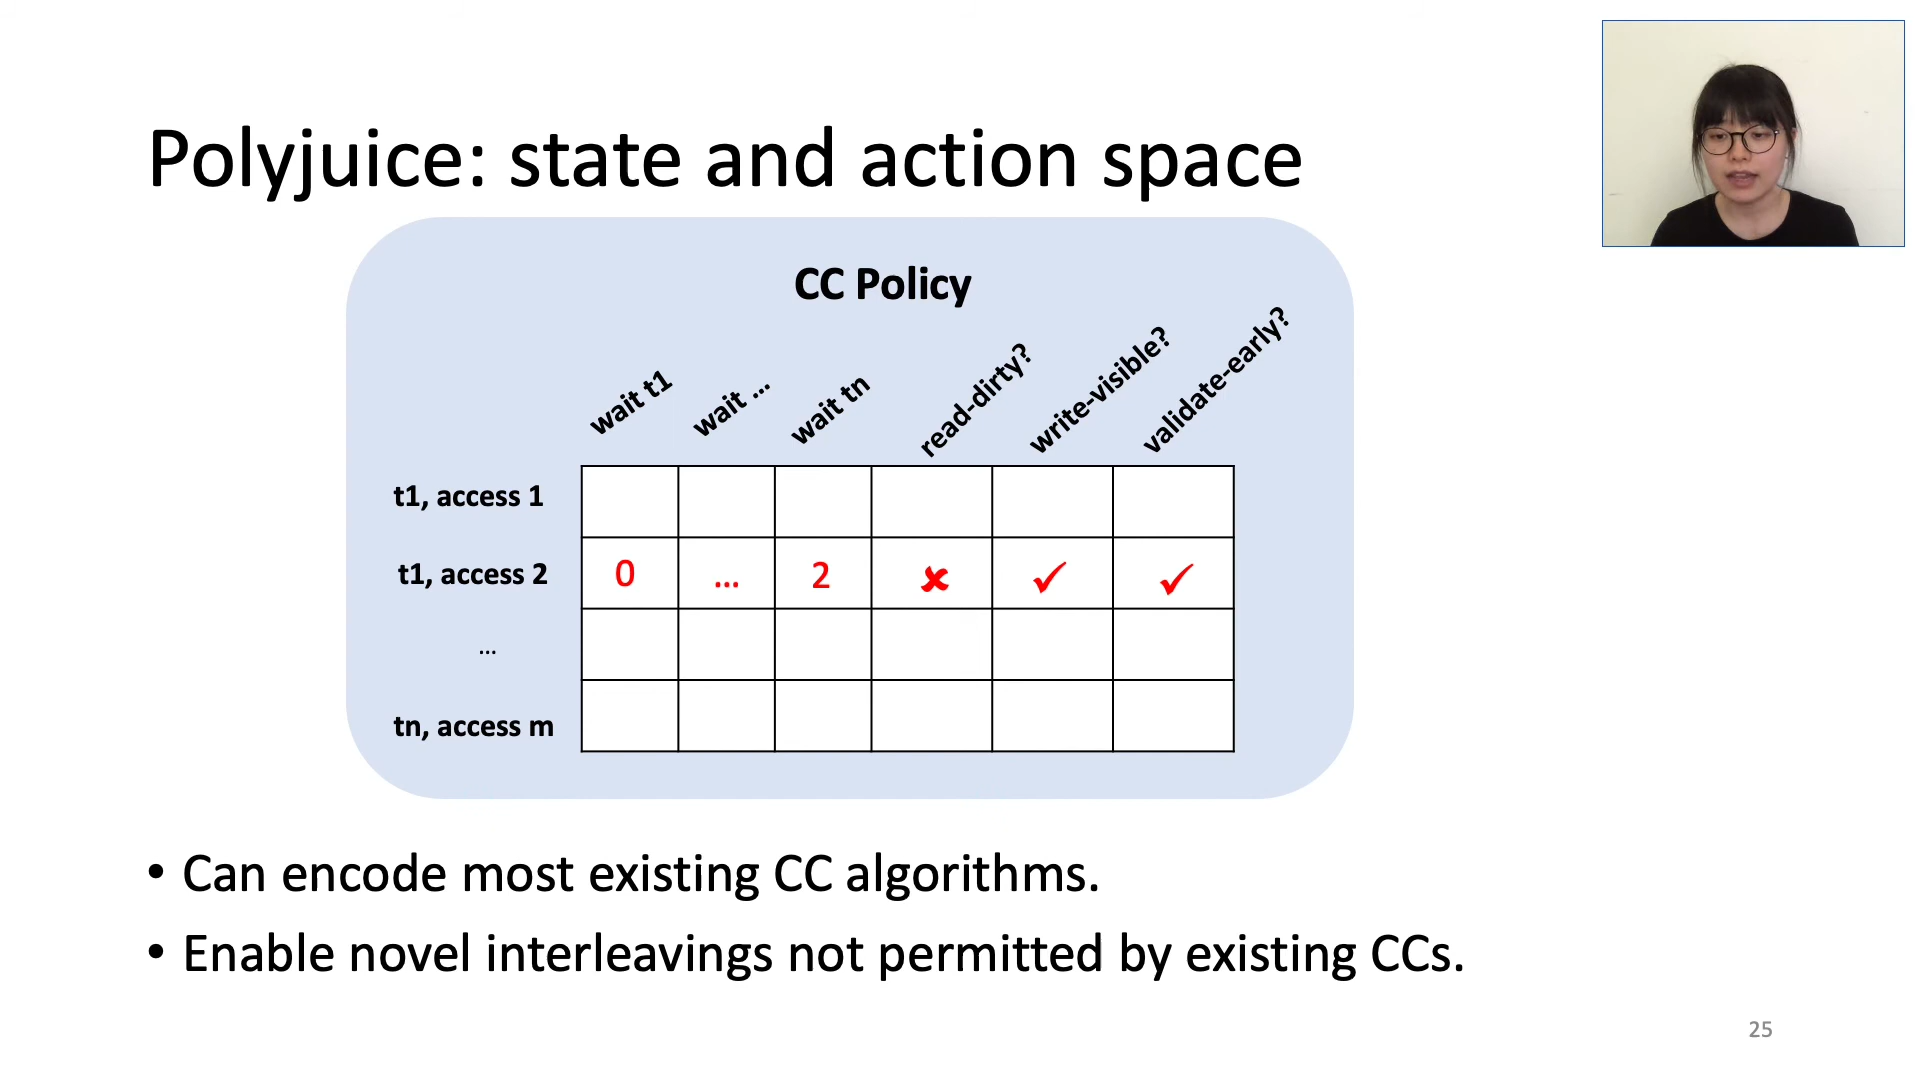 Polyjuice: state and action space
CC Policy
wait t1
wait ...
wait tn
read-dirty?
write-visible?
validate-early?
t1, access 1
t1, access 2 0 ... 2 ✘ ✓ ✓
...
tn, access m
• Can encode most existing CC algorithms.
• Enable novel interleavings not permitted by existing CCs.
25